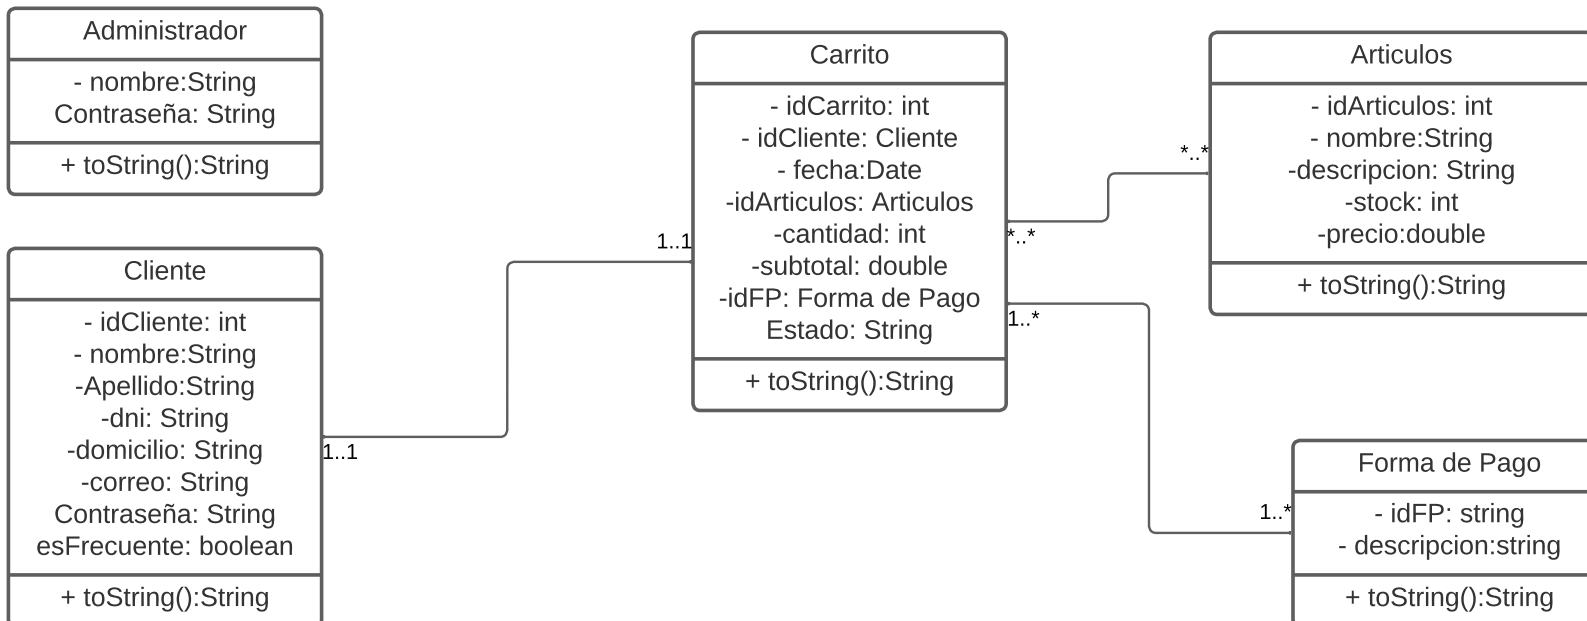 Administrador
- nombre:String
Contraseña: String
+ toString():String
Cliente
- idCliente: int
- nombre:String
-Apellido:String
-dni: String
-domicilio: String
-correo: String
Contraseña: String
esFrecuente: boolean
+ toString():String
1..1
1..1
Carrito
- idCarrito: int
- idCliente: Cliente
- fecha:Date
-idArticulos: Articulos
-cantidad: int
-subtotal: double
-idFP: Forma de Pago
Estado: String
+ toString():String
*..*
*..*
1..*
1..*
Articulos
- idArticulos: int
- nombre:String
-descripcion: String
-stock: int
-precio:double
+ toString():String
Forma de Pago
- idFP: string
- descripcion:string
+ toString():String